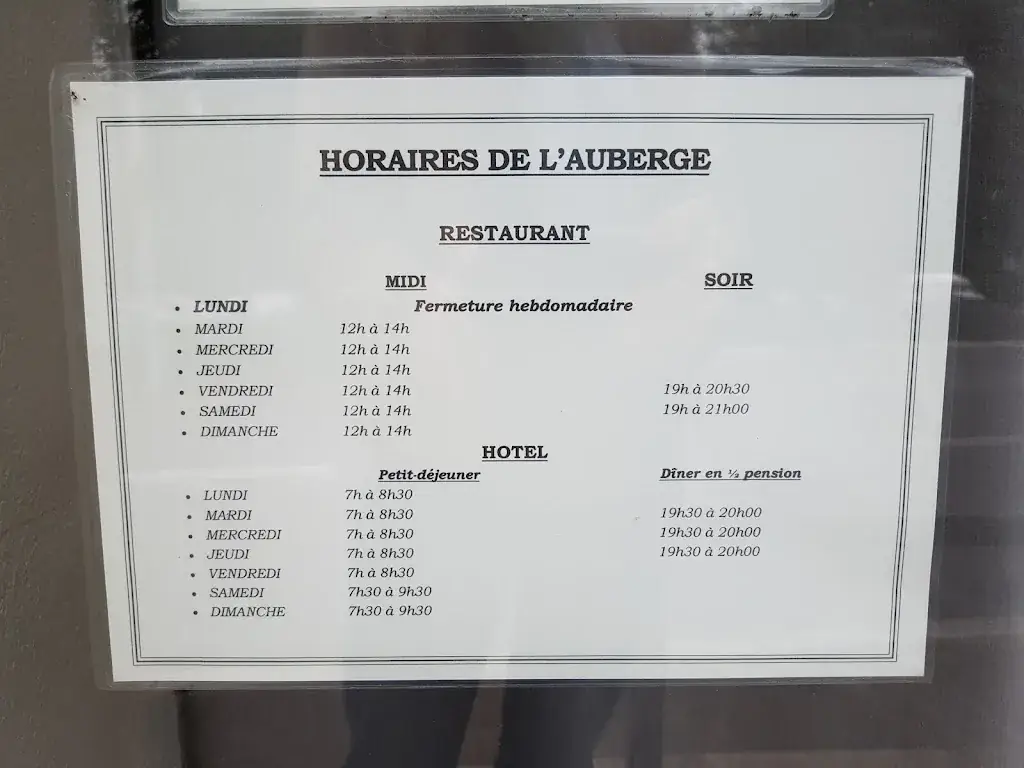 HORAIRES DE L'AUBERGE
RESTAURANT
MIDI SOIR
• LUNDI Fermeture hebdomadaire
• MARDI 12h à 14h
• MERCREDI 12h à 14h
• JEUDI 12h à 14h
• VENDREDI 12h à 14h 19h à 20h30
• SAMEDI 12h à 14h 19h à 21h00
• DIMANCHE 12h à 14h
HOTEL
Petit-déjeuner Dîner en ½ pension
• LUNDI 7h à 8h30
• MARDI 7h à 8h30 19h30 à 20h00
• MERCREDI 7h à 8h30 19h30 à 20h00
• JEUDI 7h à 8h30 19h30 à 20h00
• VENDREDI 7h à 8h30
• SAMEDI 7h30 à 9h30
• DIMANCHE 7h30 à 9h30